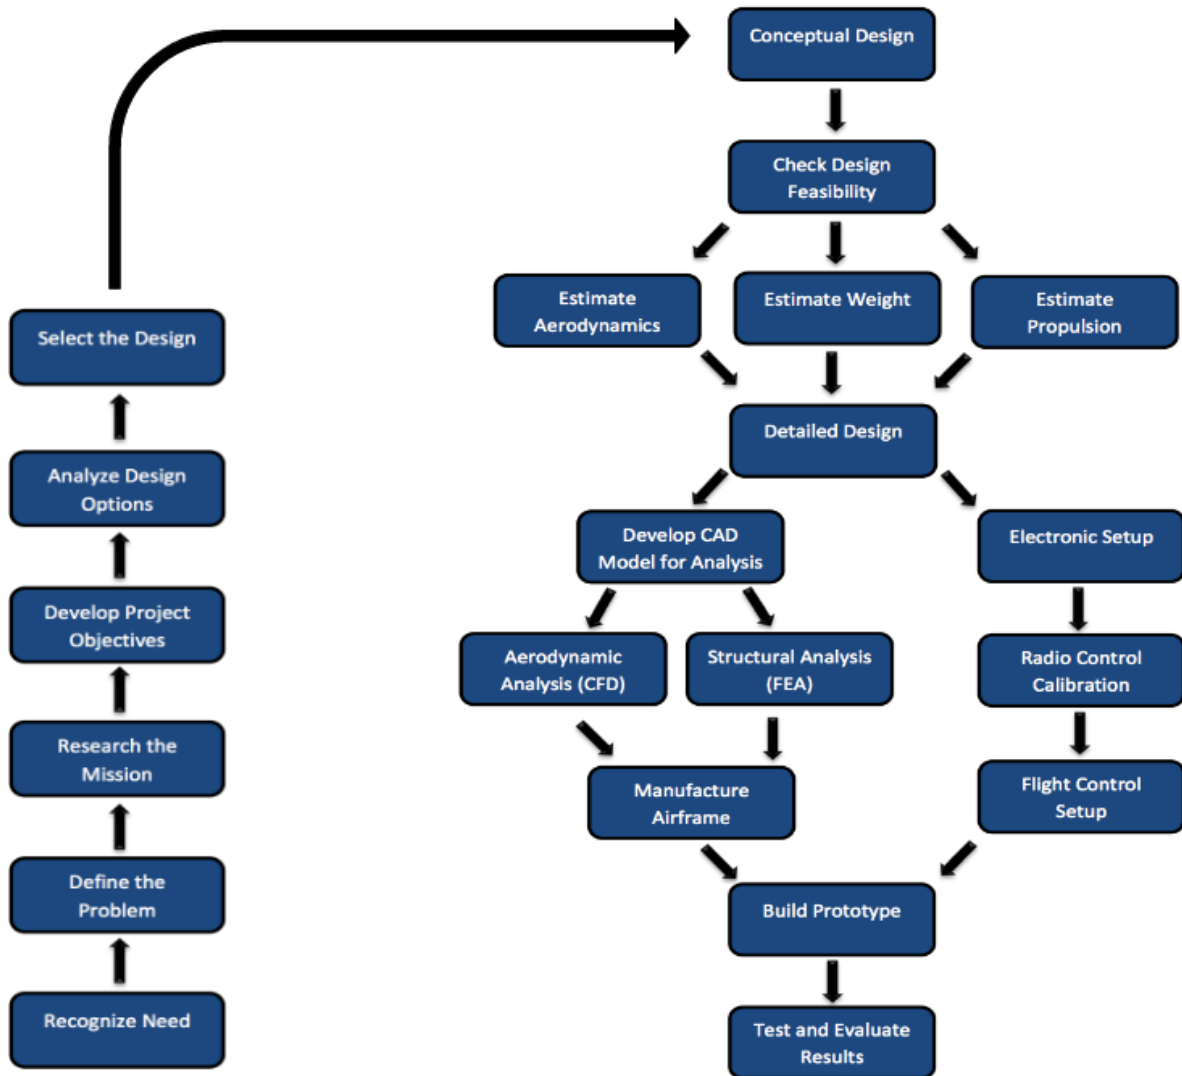 Conceptual Design
Check Design
Feasibility
Estimate
Aerodynamics
Estimate Weight
Estimate
Propulsion
Select the Design
Detailed Design
Analyze Design
Options
Develop CAD
Model for Analysis
Electronic Setup
Develop Project
Objectives
Aerodynamic
Analysis (CFD)
Structural Analysis
(FEA)
Radio Control
Calibration
Research the
Mission
Manufacture
Airframe
Flight Control
Setup
Define the
Problem
Build Prototype
Recognize Need
Test and Evaluate
Results